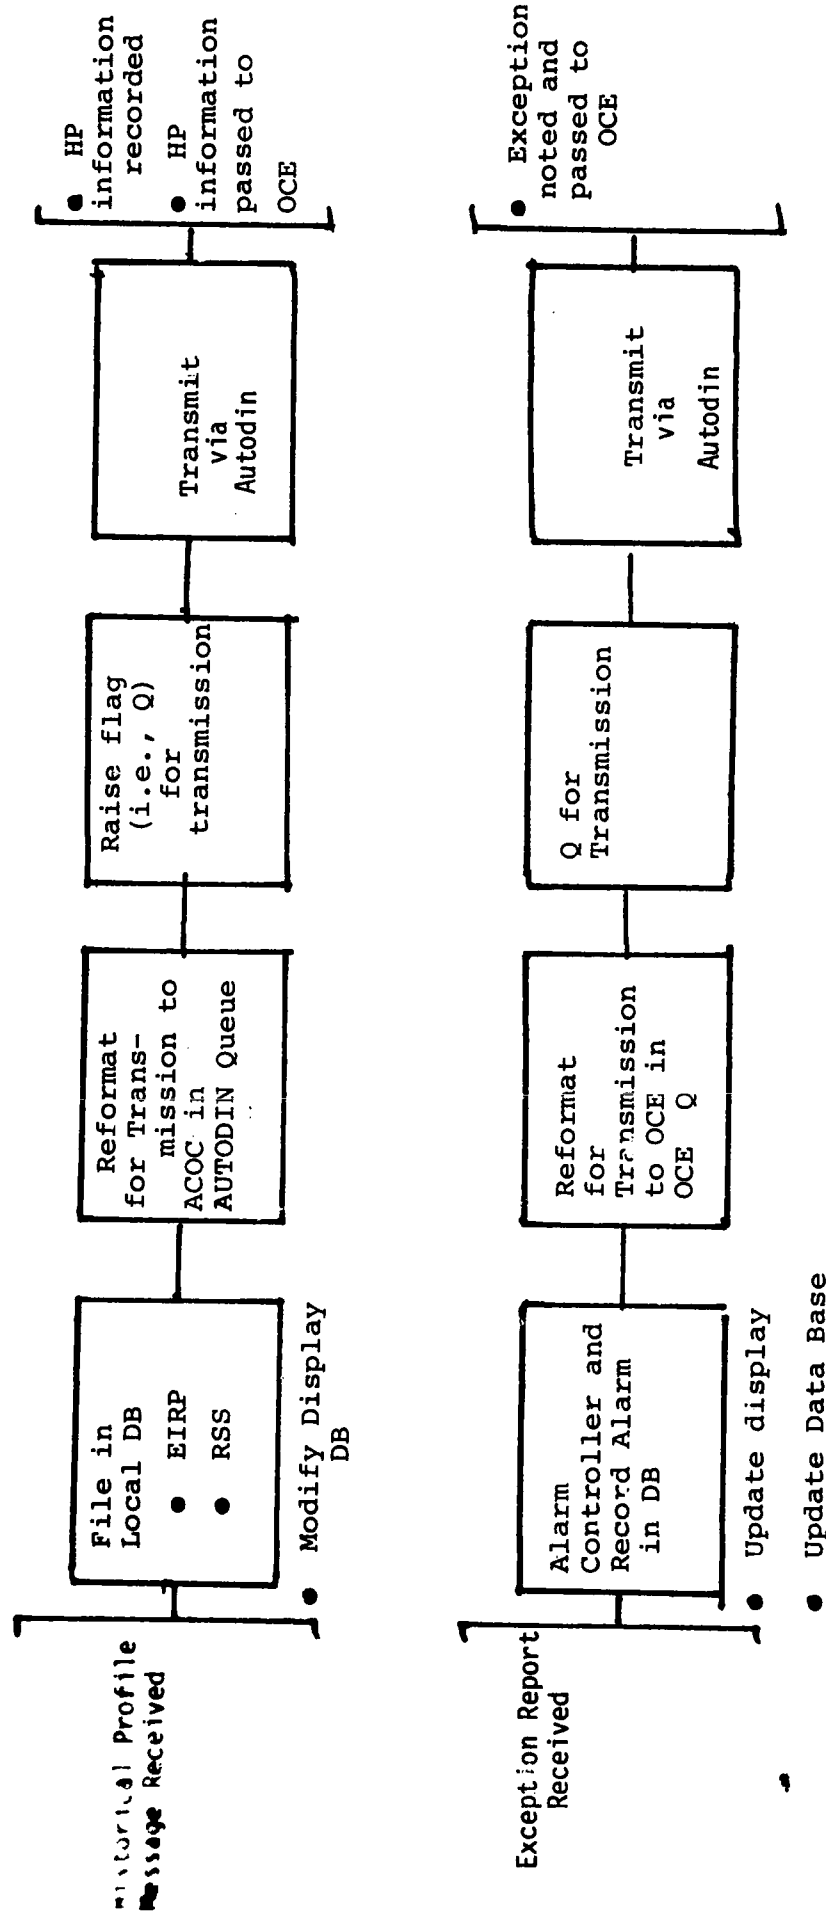 Historical Profile
Message Received
File in
Local DB
● EIRP
● RSS
● Modify Display
DB
Reformat
for Trans-
mission to
ACOC in
AUTODIN Queue
Raise flag
(i.e., Q)
for
transmission
Transmit
via
Autodin
● HP
information
recorded
● HP
information
passed to
OCE
Exception Report
Received
Alarm
Controller and
Record Alarm
in DB
● Update display
● Update Data Base
Reformat
for
Transmission
to OCE in
OCE Q
Q for
Transmission
Transmit
via
Autodin
● Exception
noted and
passed to
OCE